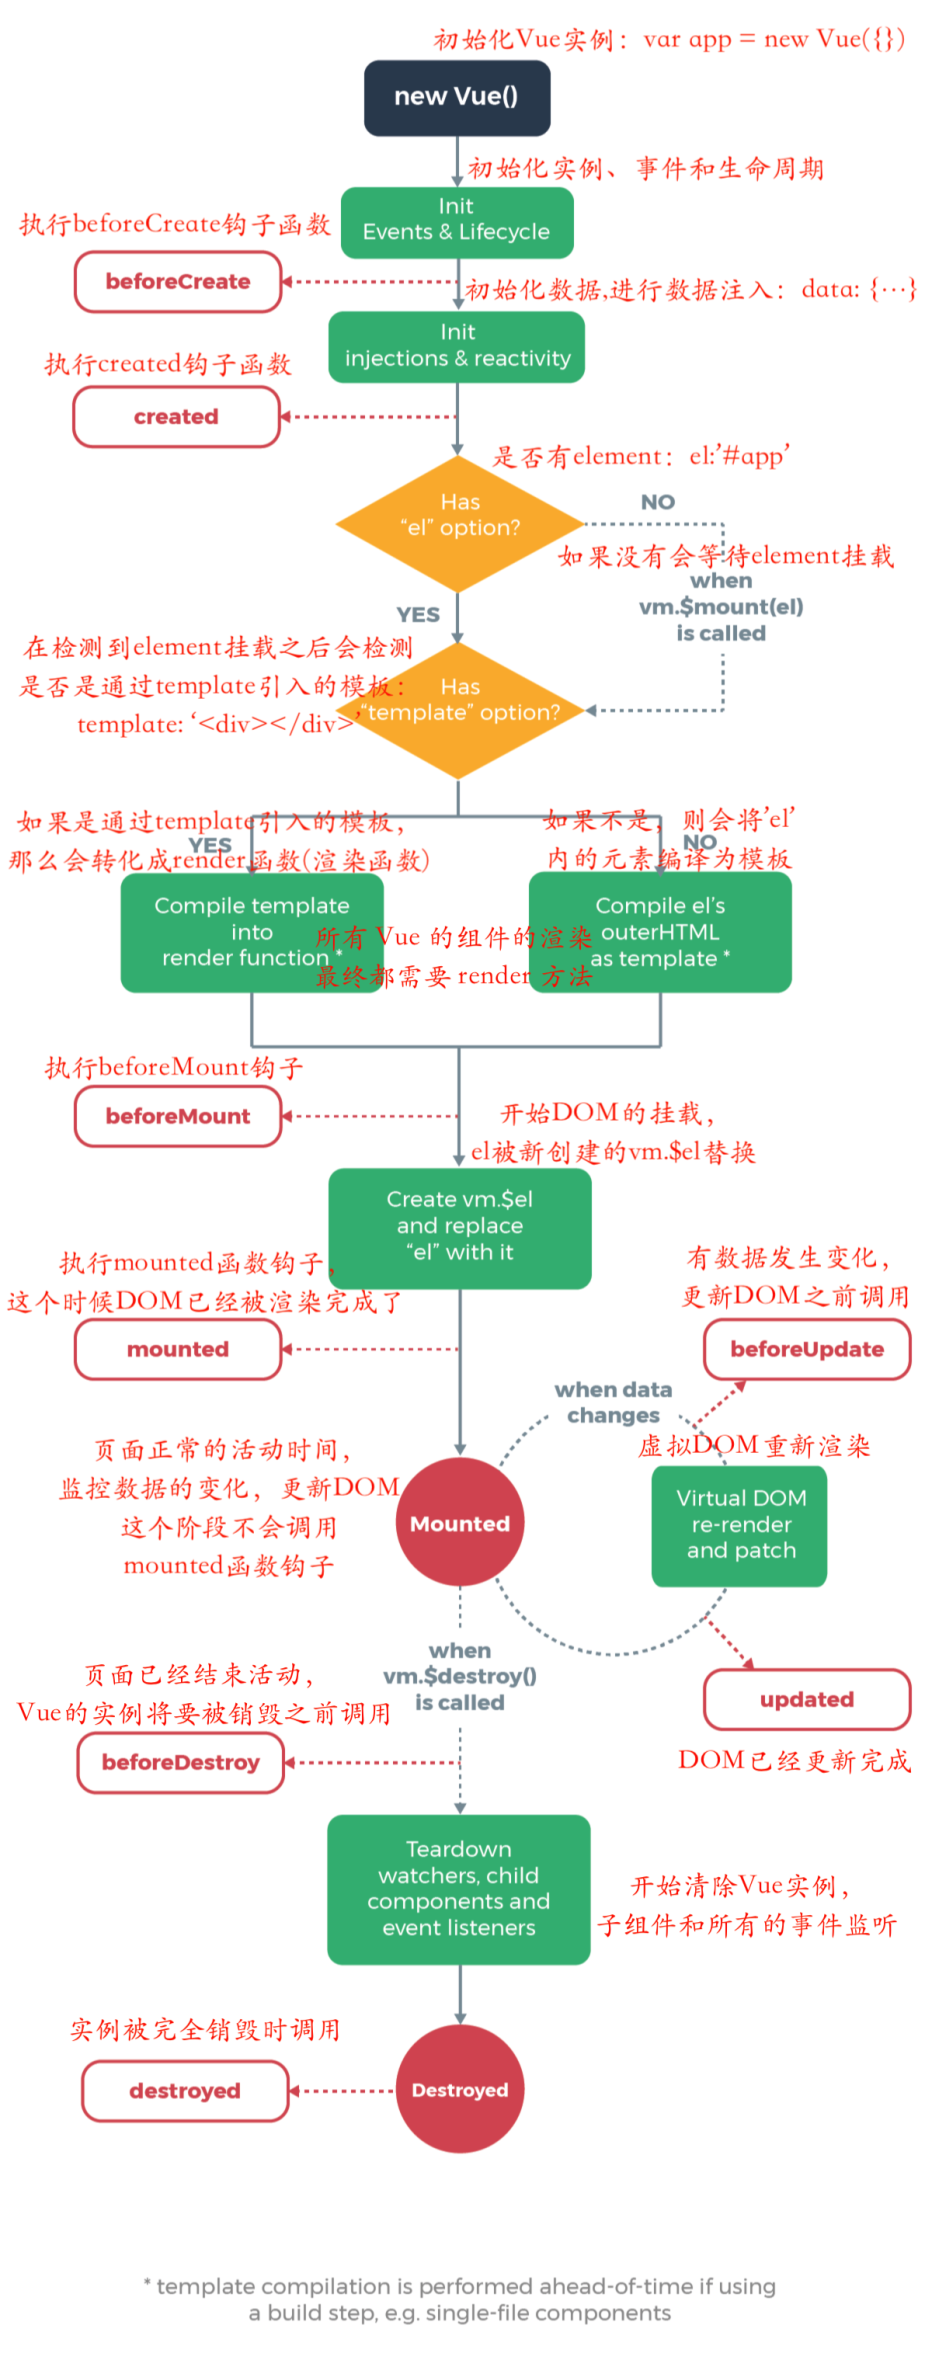 初始化Vue实例：var app = new Vue({})
new Vue()
初始化实例、事件和生命周期
Init
Events & Lifecycle
执行beforeCreate钩子函数
beforeCreate
初始化数据,进行数据注入：data: {…}
Init
injections & reactivity
执行created钩子函数
created
是否有element：el:’#app’
Has
“el” option?
NO
如果没有会等待element挂载
when
vm.$mount(el)
is called
YES
在检测到element挂载之后会检测
是否是通过template引入的模板：
template: ‘<div></div>’
Has
“template” option?
如果是通过template引入的模板，
那么会转化成render函数(渲染函数)
YES
如果不是，则会将’el’
内的元素编译为模板
NO
Compile template
into
render function *
所有 Vue 的组件的渲染
最终都需要 render 方法
Compile el’s
outerHTML
as template *
执行beforeMount钩子
beforeMount
开始DOM的挂载，
el被新创建的vm.$el替换
Create vm.$el
and replace
“el” with it
执行mounted函数钩子，
这个时候DOM已经被渲染完成了
mounted
有数据发生变化，
更新DOM之前调用
beforeUpdate
when data
changes
虚拟DOM重新渲染
Virtual DOM
re-render
and patch
页面正常的活动时间，
监控数据的变化，更新DOM
这个阶段不会调用
mounted函数钩子
Mounted
when
vm.$destroy()
is called
updated
DOM已经更新完成
页面已经结束活动，
Vue的实例将要被销毁之前调用
beforeDestroy
Teardown
watchers, child
components and
event listeners
开始清除Vue实例，
子组件和所有的事件监听
实例被完全销毁时调用
destroyed
Destroyed
* template compilation is performed ahead-of-time if using
a build step, e.g. single-file components